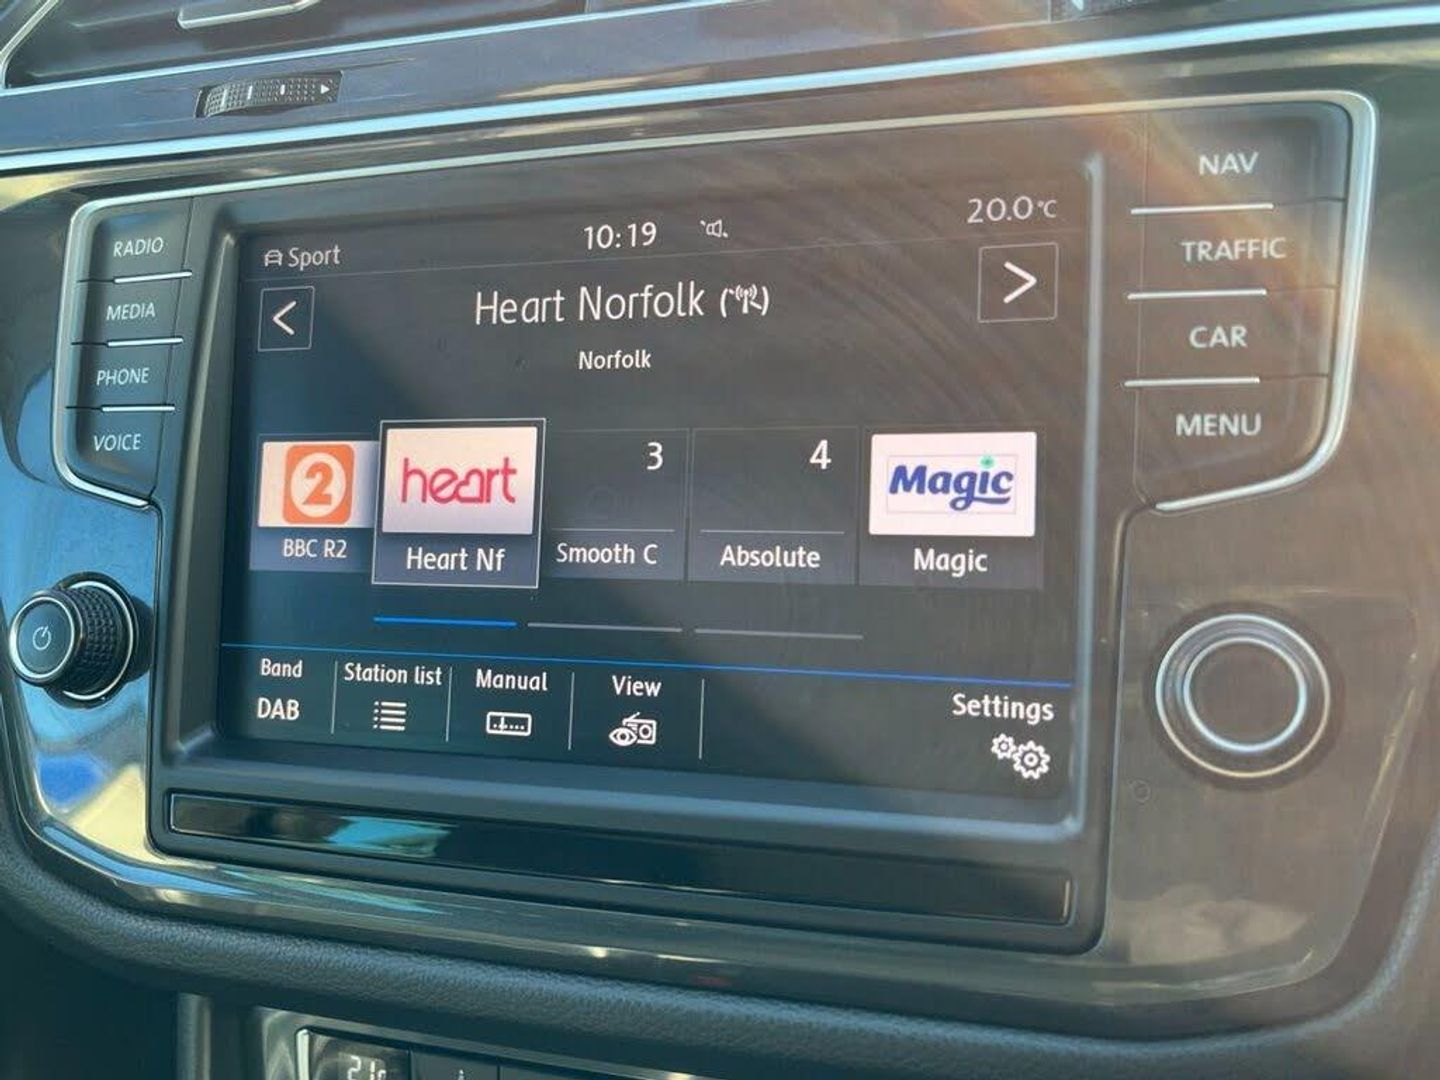 RADIO
MEDIA
PHONE
VOICE
Sport
10:19
20.0°C
Heart Norfolk
Norfolk
2
heart
3
4
Magic
BBC R2
Heart Nf
Smooth C
Absolute
Magic
Band
DAB
Station list
Manual
View
Settings
NAV
TRAFFIC
CAR
MENU